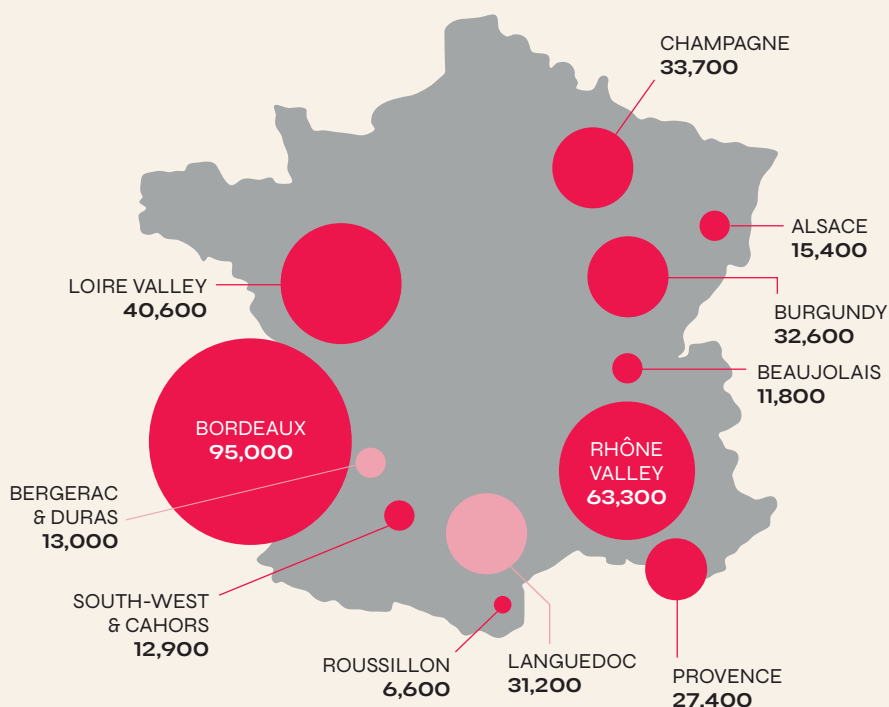 CHAMPAGNE
33,700
ALSACE
15,400
LOIRE VALLEY
40,600
BURGUNDY
32,600
BEAUJOLAIS
11,800
BORDEAUX
95,000
RHÔNE
VALLEY
63,300
BERGERAC
& DURAS
13,000
SOUTH-WEST
& CAHORS
12,900
ROUSSILLON
6,600
LANGUEDOC
31,200
PROVENCE
27,400